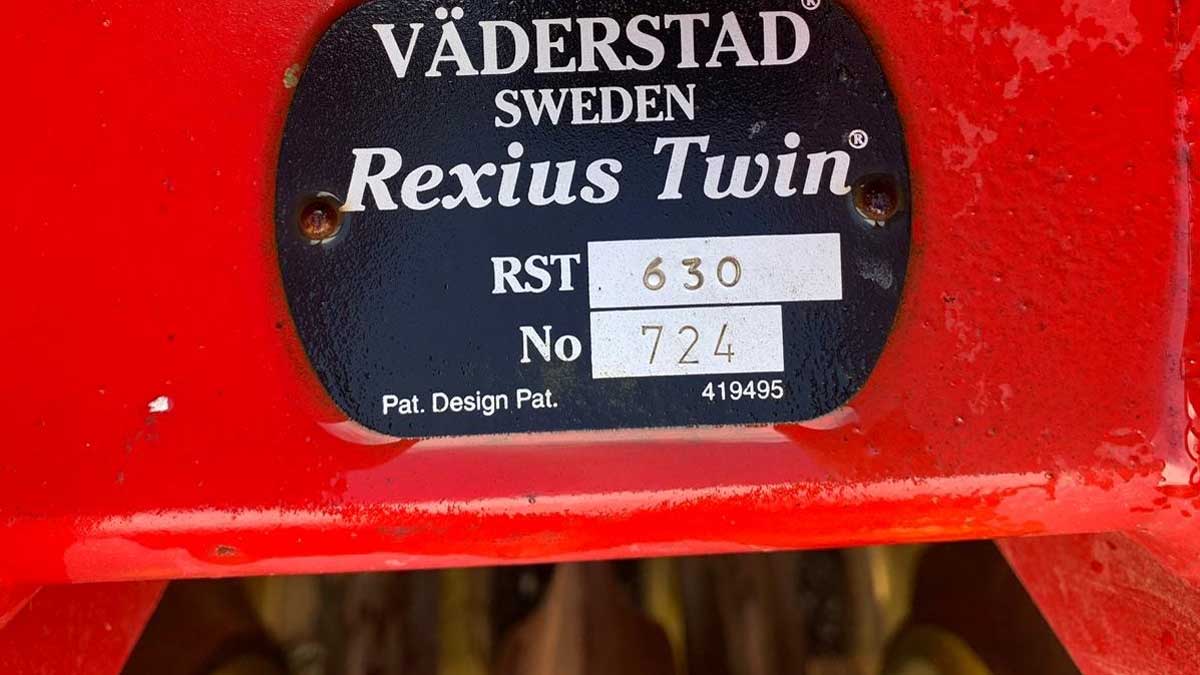 VÄDERSTAD®
SWEDEN
Rexius Twin®
RST 630
No 724
Pat. Design Pat. 419495